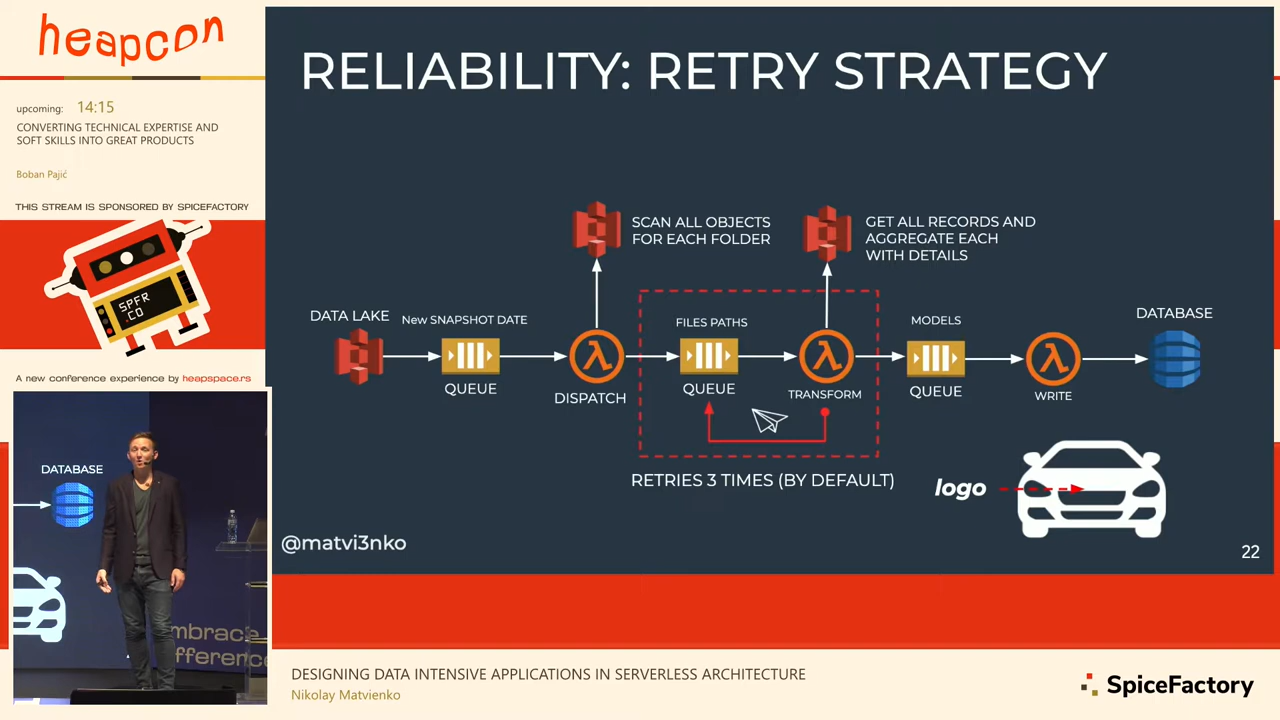 heapcon
upcoming: 14:15
CONVERTING TECHNICAL EXPERTISE AND
SOFT SKILLS INTO GREAT PRODUCTS
Boban Pajić
THIS STREAM IS SPONSORED BY SPICEFACTORY
SPFR
.CO
A new conference experience by heapspace.rs
RELIABILITY: RETRY STRATEGY
SCAN ALL OBJECTS
FOR EACH FOLDER
GET ALL RECORDS AND
AGGREGATE EACH
WITH DETAILS
DATA LAKE
New SNAPSHOT DATE
QUEUE
DISPATCH
FILES PATHS
QUEUE
TRANSFORM
MODELS
QUEUE
WRITE
DATABASE
RETRIES 3 TIMES (BY DEFAULT)
logo
@matvi3nko
22
DATABASE
mbrace
fference
DESIGNING DATA INTENSIVE APPLICATIONS IN SERVERLESS ARCHITECTURE
Nikolay Matvienko
SpiceFactory